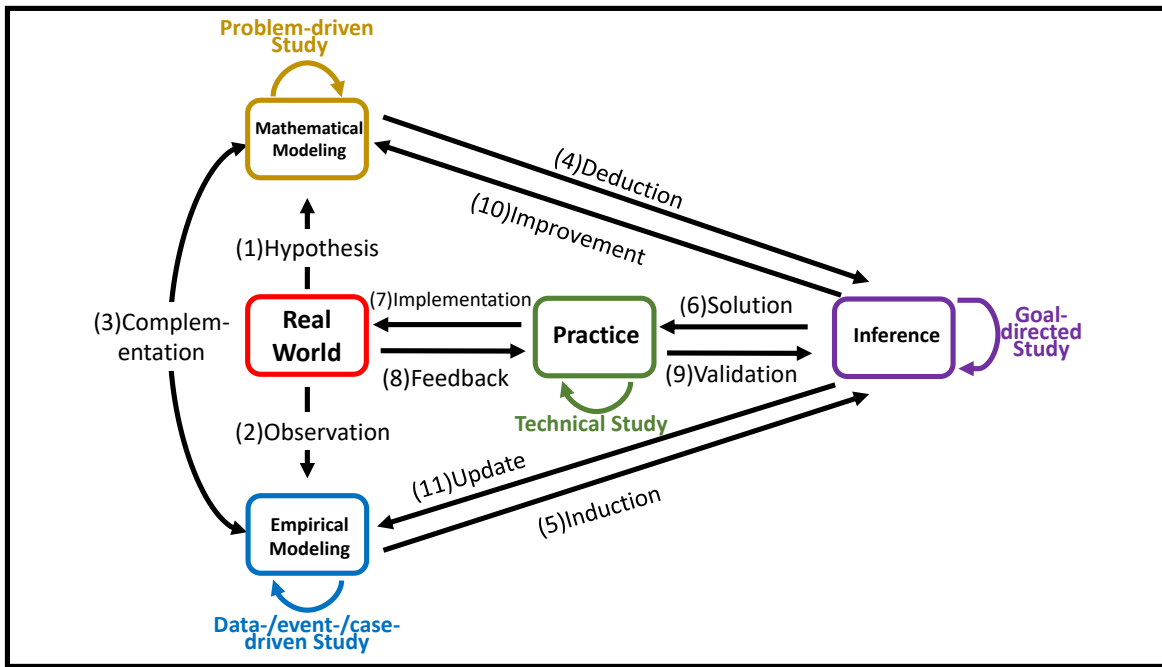 Problem-driven
Study
Mathematical
Modeling
(4)Deduction
(10)Improvement
(1)Hypothesis
(3)Complem-
entation
Real
World
(7)Implementation
(8)Feedback
Practice
Technical Study
(6)Solution
(9)Validation
Inference
Goal-
directed
Study
(2)Observation
(11)Update
(5)Induction
Empirical
Modeling
Data-/event-/case-
driven Study